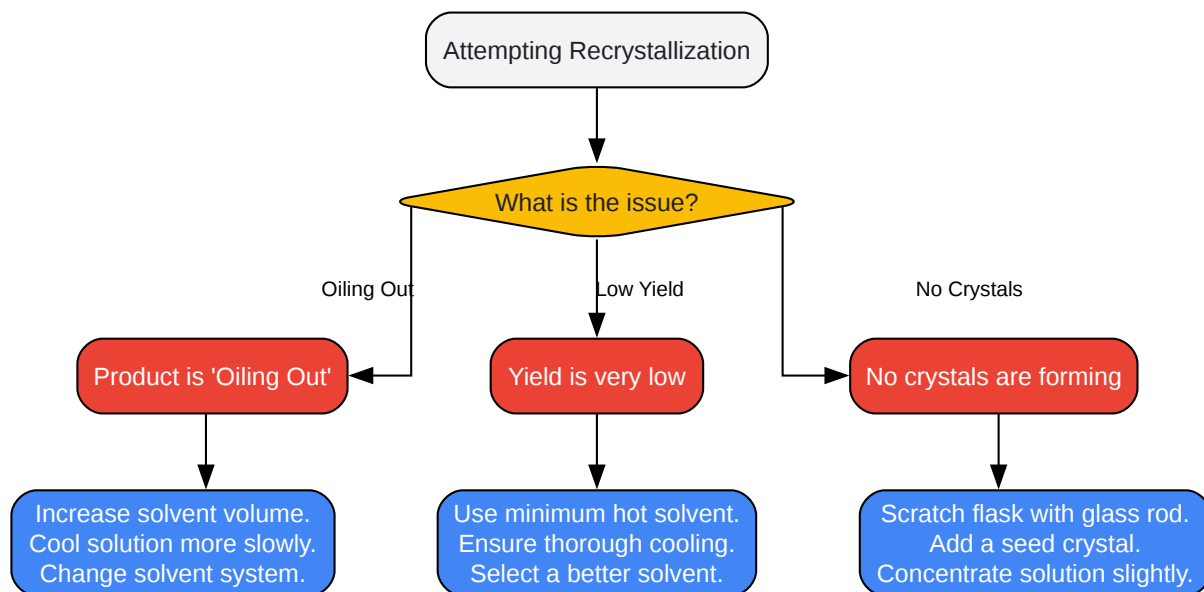 Attempting Recrystallization
What is the issue?
Oiling Out
Low Yield
No Crystals
Product is 'Oiling Out'
Yield is very low
No crystals are forming
Increase solvent volume.
Cool solution more slowly.
Change solvent system.
Use minimum hot solvent.
Ensure thorough cooling.
Select a better solvent.
Scratch flask with glass rod.
Add a seed crystal.
Concentrate solution slightly.